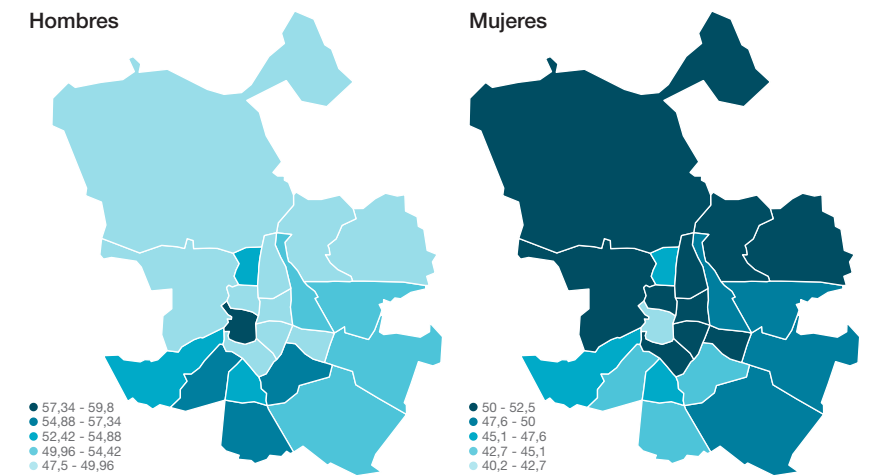 Hombres
57,34 - 59,8
54,88 - 57,34
52,42 - 54,88
49,96 - 54,42
47,5 - 49,96
Mujeres
50 - 52,5
47,6 - 50
45,1 - 47,6
42,7 - 45,1
40,2 - 42,7